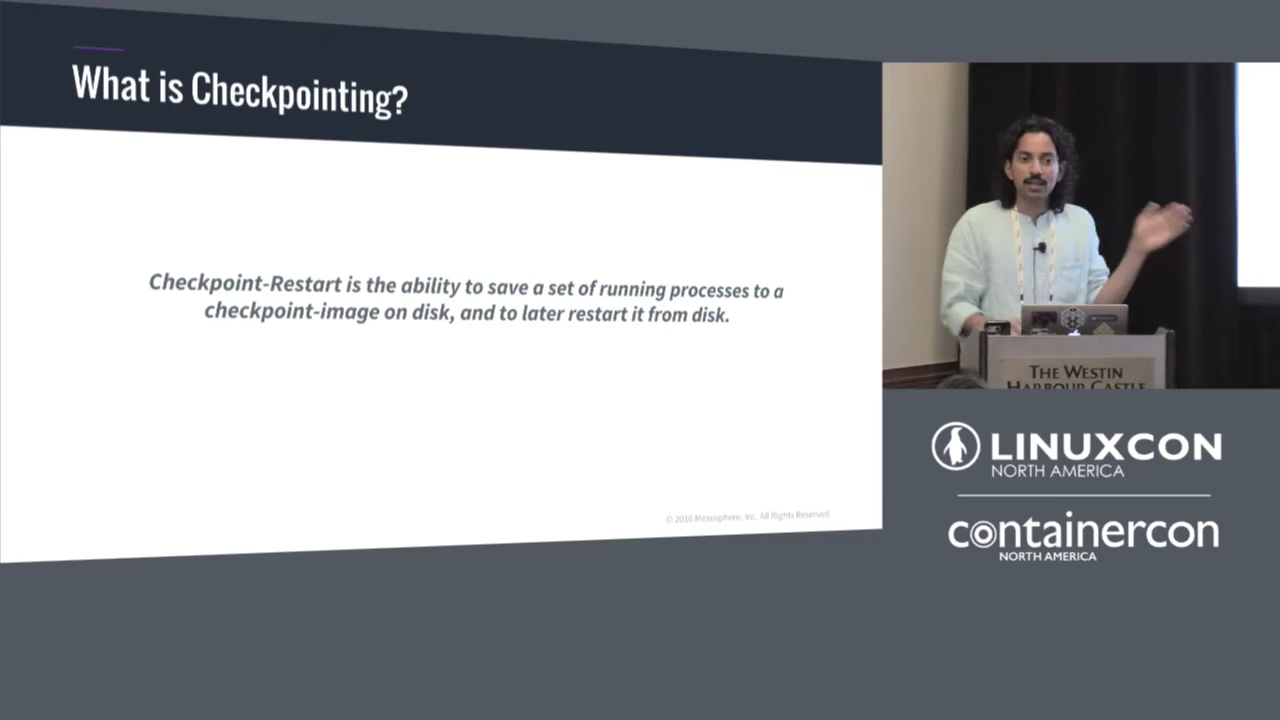 What is Checkpointing?
Checkpoint-Restart is the ability to save a set of running processes to a
checkpoint-image on disk, and to later restart it from disk.
© 2016 Mesosphere, Inc. All Rights Reserved.
THE WESTIN
HARBOUR CASTLE
LINUXCON
NORTH AMERICA
containercon
NORTH AMERICA